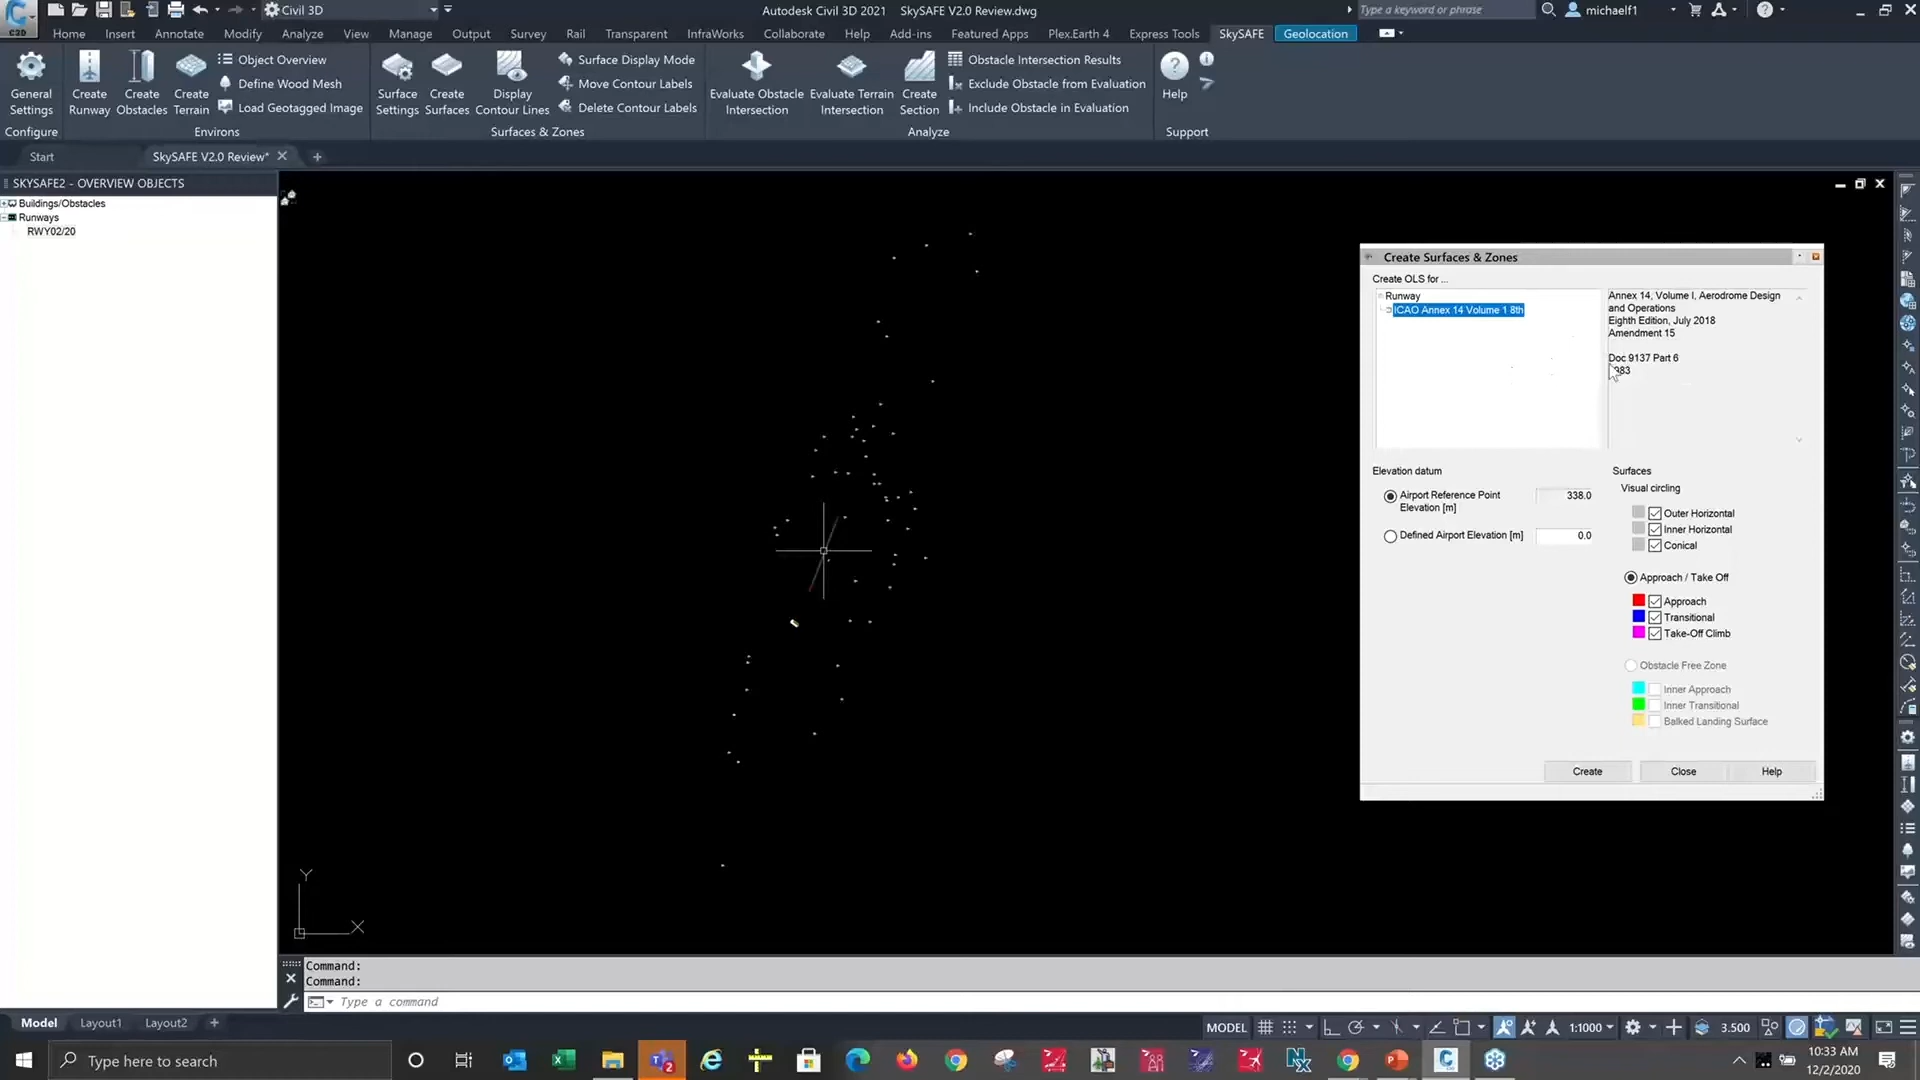 Civil 3D
Autodesk Civil 3D 2021 SkySAFE V2.0 Review.dwg
Type a keyword or phrase
michaelf1
C3D
Home Insert Annotate Modify Analyze View Manage Output Survey Rail Transparent InfraWorks Collaborate Help Add-ins Featured Apps Plex.Earth 4 Express Tools SkySAFE Geolocation
General Settings
Create Runway
Create Obstacles
Create Terrain
Object Overview
Define Wood Mesh
Load Geotagged Image
Surface Settings
Create Surfaces
Display Contour Lines
Surface Display Mode
Move Contour Labels
Delete Contour Labels
Evaluate Obstacle Intersection
Evaluate Terrain Intersection
Create Section
Obstacle Intersection Results
Exclude Obstacle from Evaluation
Include Obstacle in Evaluation
Help
Configure Environs Surfaces & Zones Analyze Support
Start SkySAFE V2.0 Review*
SKYSAFE2 - OVERVIEW OBJECTS
Buildings/Obstacles
Runways
RWY02/20
Create Surfaces & Zones
Create OLS for ...
Runway
ICAO Annex 14 Volume 1 8th
Annex 14, Volume I, Aerodrome Design
and Operations
Eighth Edition, July 2018
Amendment 15
Doc 9137 Part 6
983
Elevation datum
Airport Reference Point
Elevation [m]
338.0
Defined Airport Elevation [m] 0.0
Surfaces
Visual circling
Outer Horizontal
Inner Horizontal
Conical
Approach / Take Off
Approach
Transitional
Take-Off Climb
Obstacle Free Zone
Inner Approach
Inner Transitional
Balked Landing Surface
Create Close Help
Y
X
Command:
Command:
Type a command
Model Layout1 Layout2
MODEL 1:1000 3.500
Type here to search
10:33 AM
12/2/2020